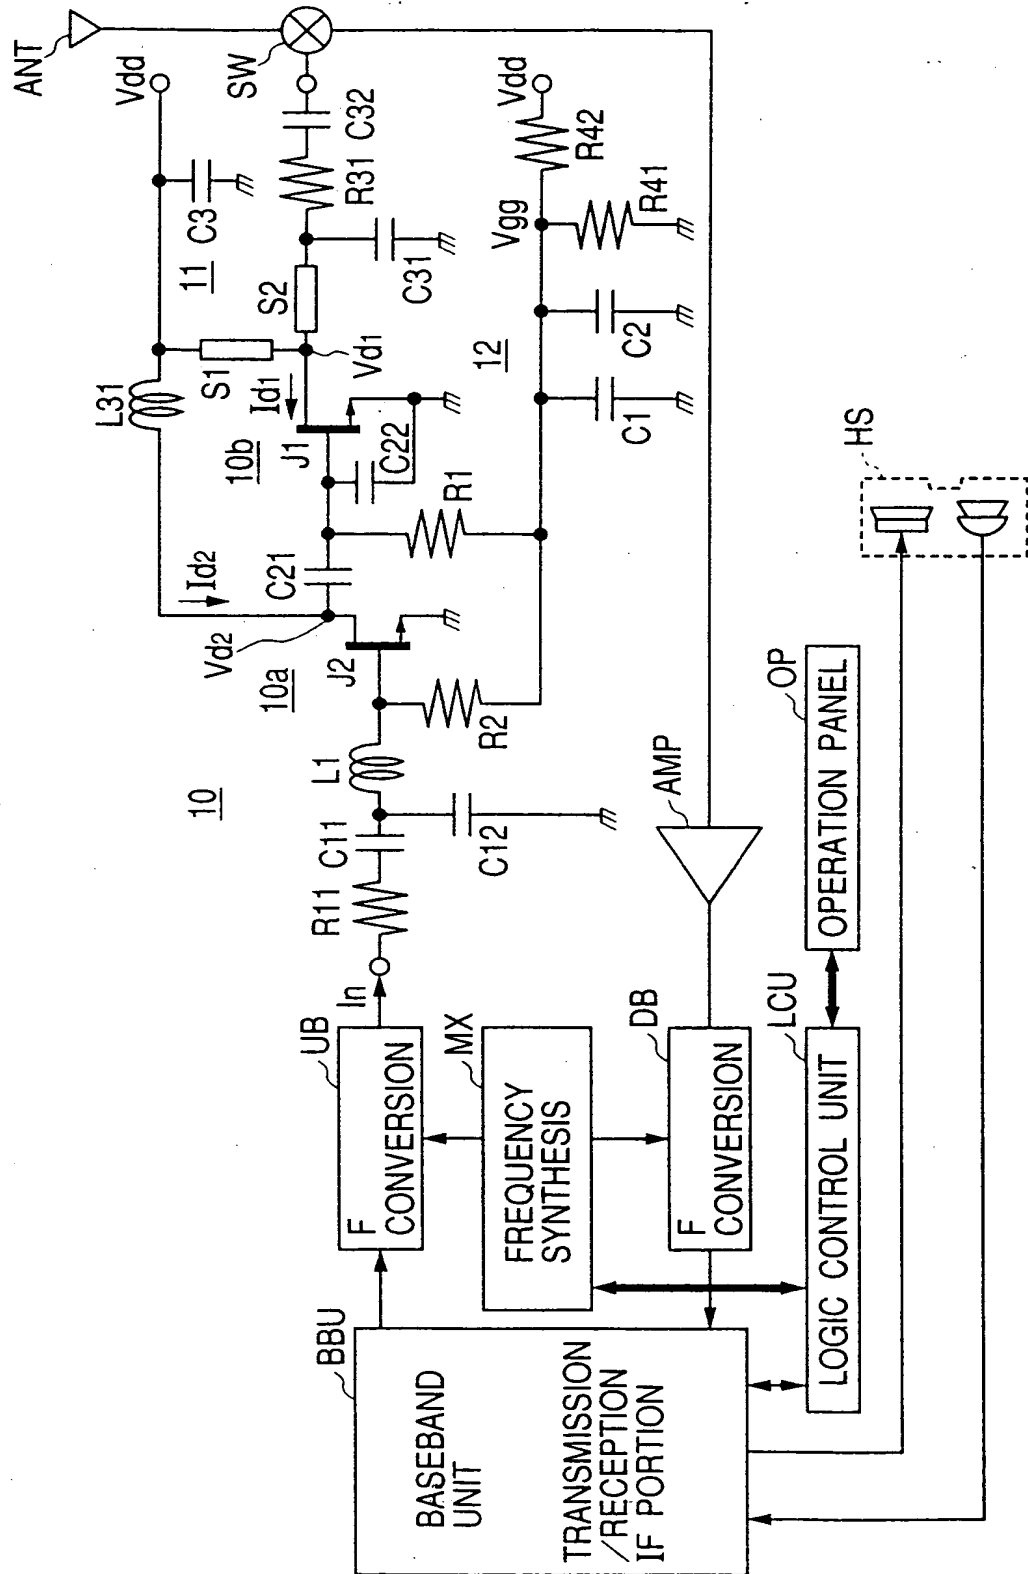 ANT
SW
Vdd
C3
11
C32
R31
C31
S2
S1
Vd1
Id1
L31
10b
J1
C22
R1
C21
Id2
Vd2
10a
J2
R2
L1
10
C11
C12
R11
In
Vdd
R42
R41
Vgg
C2
C1
12
HS
AMP
OP
OPERATION PANEL
UB
F
CONVERSION
MX
FREQUENCY
SYNTHESIS
DB
F
CONVERSION
LCU
LOGIC CONTROL UNIT
BBU
BASEBAND
UNIT
TRANSMISSION
/RECEPTION
IF PORTION